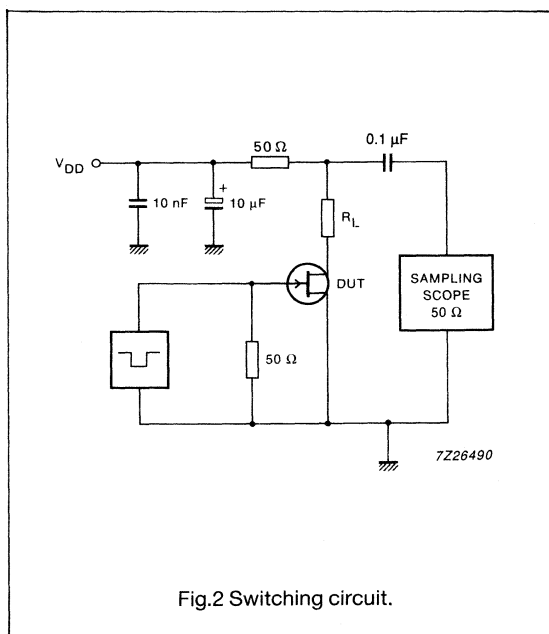 50 Ω
0.1 μF
V_DD
+
10 nF
10 μF
R_L
DUT
SAMPLING
SCOPE
50 Ω
50 Ω
7Z26490
Fig.2 Switching circuit.